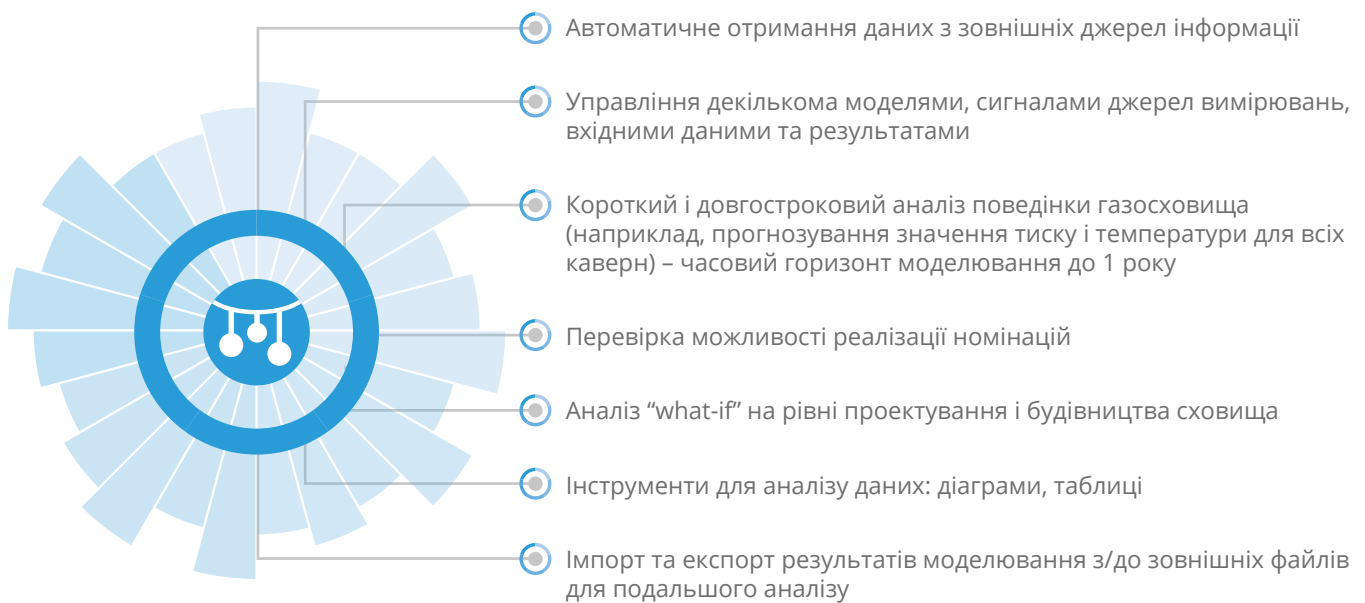 Автоматичне отримання даних з зовнішніх джерел інформації
Управління декількома моделями, сигналами джерел вимірювань,
вхідними даними та результатами
Короткий і довгостроковий аналіз поведінки газосховища
(наприклад, прогнозування значення тиску і температури для всіх
каверн) – часовий горизонт моделювання до 1 року
Перевірка можливості реалізації номінацій
Аналіз “what-if” на рівні проектування і будівництва сховища
Інструменти для аналізу даних: діаграми, таблиці
Імпорт та експорт результатів моделювання з/до зовнішніх файлів
для подальшого аналізу